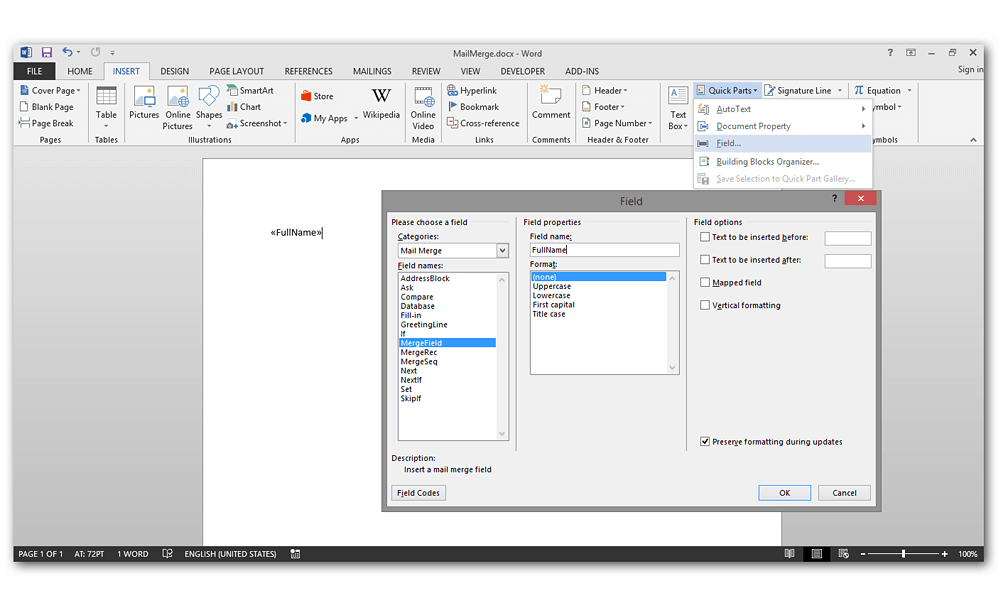 MailMerge.docx - Word
?
Sign in
FILE HOME INSERT DESIGN PAGE LAYOUT REFERENCES MAILINGS REVIEW VIEW DEVELOPER ADD-INS
Cover Page
Blank Page
Page Break
Pages
Table
Tables
Pictures
Online Pictures
Shapes
SmartArt
Chart
Screenshot
Illustrations
Store
My Apps
W
Wikipedia
Apps
Online Video
Media
Hyperlink
Bookmark
Cross-reference
Links
Comment
Comments
Header
Footer
Page Number
Header & Footer
A
Text Box
Quick Parts
Signature Line
π Equation
ymbol
ymbols
AutoText
Document Property
Field...
Building Blocks Organizer...
Save Selection to Quick Part Gallery...
«FullName»
Field
?
Please choose a field
Categories:
Mail Merge
Field names:
AddressBlock
Ask
Compare
Database
Fill-in
GreetingLine
If
MergeField
MergeRec
MergeSeq
Next
NextIf
Set
SkipIf
Field properties
Field name:
FullName
Format:
(none)
Uppercase
Lowercase
First capital
Title case
Field options
Text to be inserted before:
Text to be inserted after:
Mapped field
Vertical formatting
Preserve formatting during updates
Description:
Insert a mail merge field
Field Codes
OK
Cancel
PAGE 1 OF 1 AT: 72PT 1 WORD ENGLISH (UNITED STATES) 100%